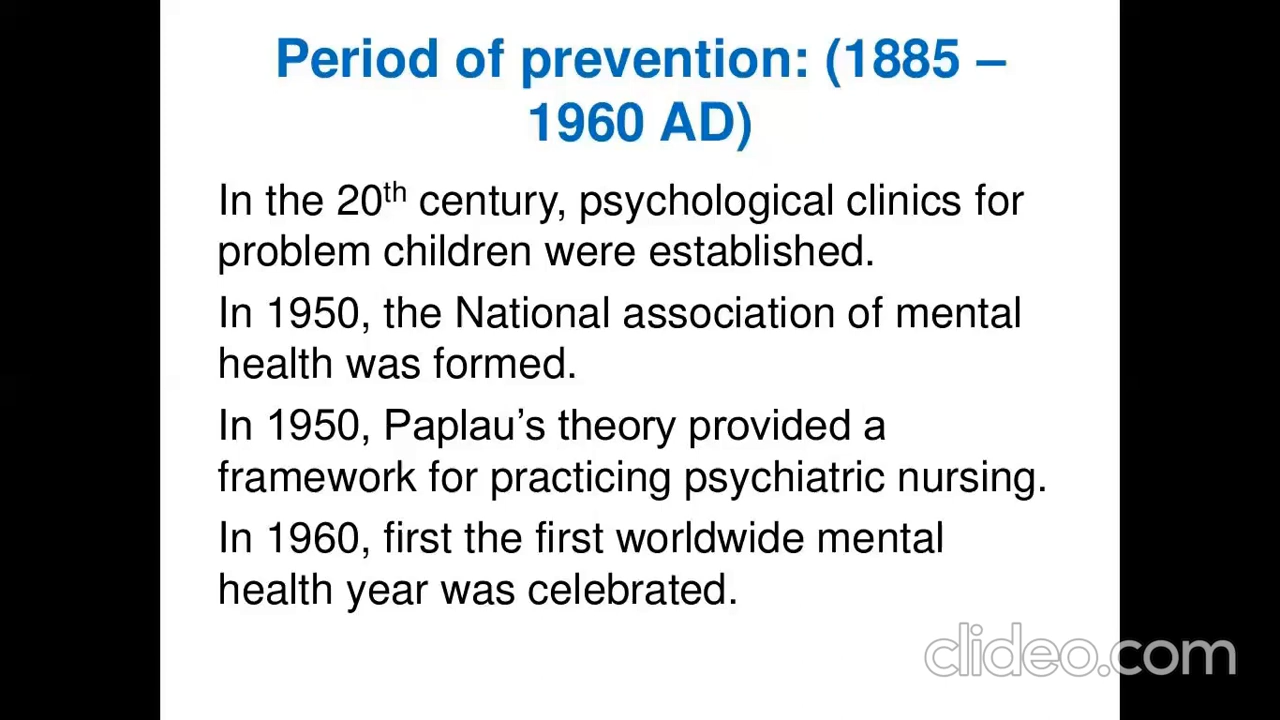 Period of prevention: (1885 –
1960 AD)
In the 20th century, psychological clinics for
problem children were established.
In 1950, the National association of mental
health was formed.
In 1950, Paplau’s theory provided a
framework for practicing psychiatric nursing.
In 1960, first the first worldwide mental
health year was celebrated.
clideo.com